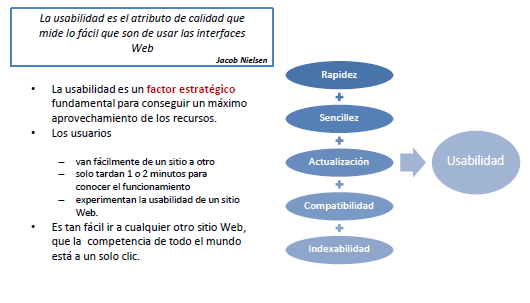 La usabilidad es el atributo de calidad que
mide lo fácil que son de usar las interfaces
Web
Jacob Nielsen
• La usabilidad es un factor estratégico
fundamental para conseguir un máximo
aprovechamiento de los recursos.
• Los usuarios
– van fácilmente de un sitio a otro
– solo tardan 1 o 2 minutos para
conocer el funcionamiento
– experimentan la usabilidad de un sitio
Web.
• Es tan fácil ir a cualquier otro sitio Web,
que la competencia de todo el mundo
está a un solo clic.
Rapidez
+
Sencillez
+
Actualización
+
Compatibilidad
+
Indexabilidad
Usabilidad